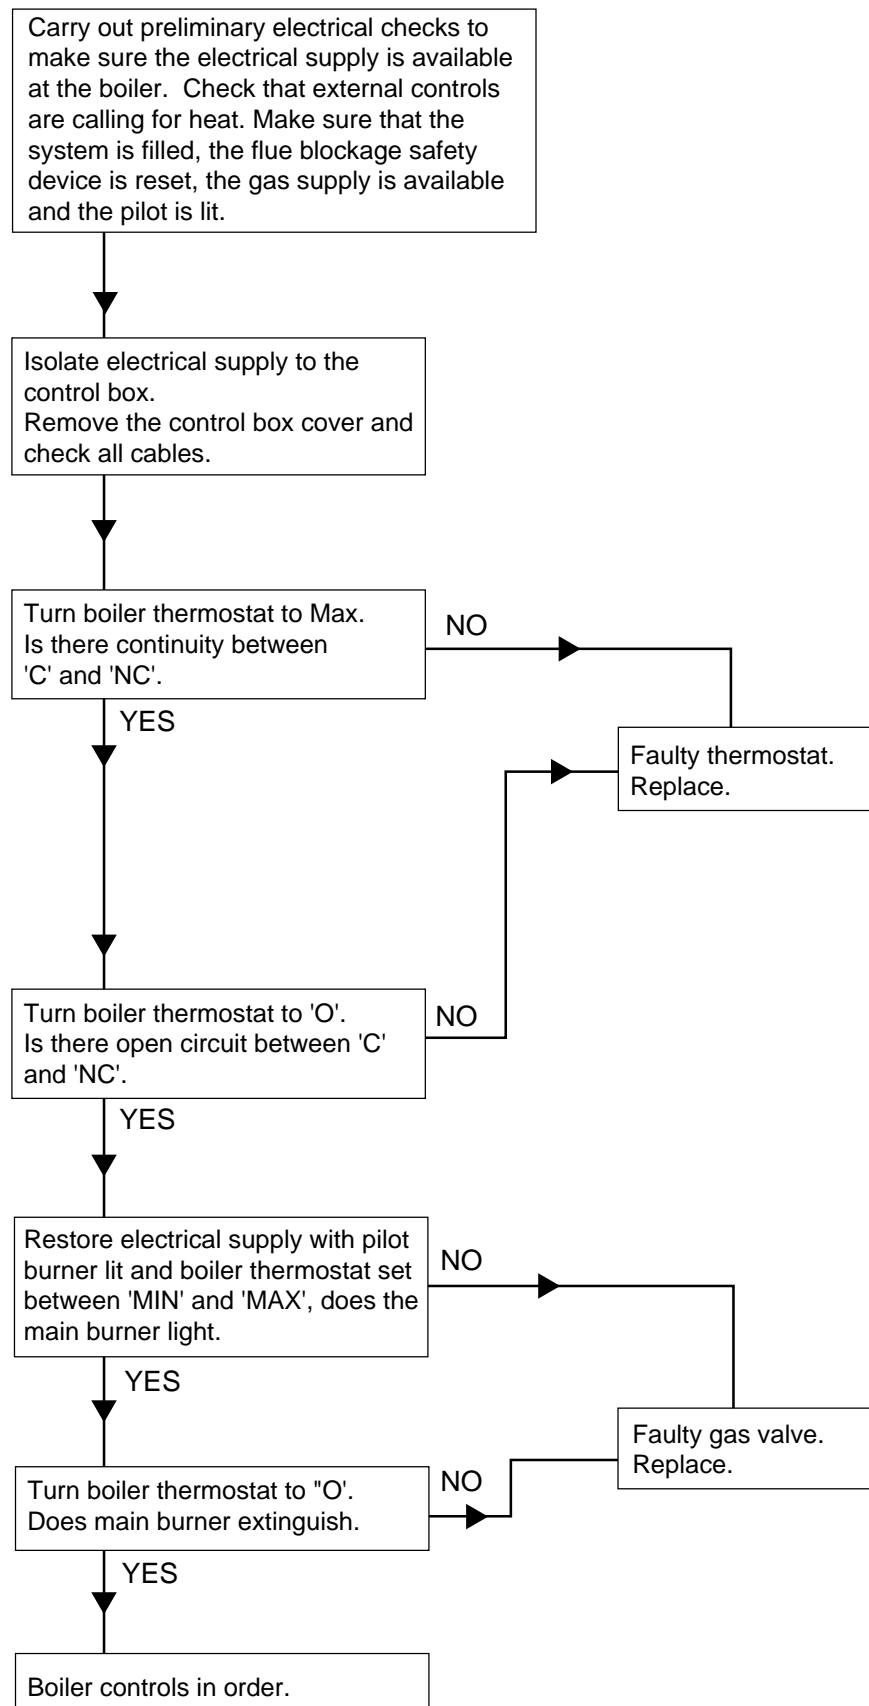 Carry out preliminary electrical checks to
make sure the electrical supply is available
at the boiler.  Check that external controls
are calling for heat. Make sure that the
system is filled, the flue blockage safety
device is reset, the gas supply is available
and the pilot is lit.
Isolate electrical supply to the
control box.
Remove the control box cover and
check all cables.
Turn boiler thermostat to Max.
Is there continuity between
'C' and 'NC'.
NO
YES
Faulty thermostat.
Replace.
Turn boiler thermostat to 'O'.
Is there open circuit between 'C'
and 'NC'.
NO
YES
Restore electrical supply with pilot
burner lit and boiler thermostat set
between 'MIN' and 'MAX', does the
main burner light.
NO
YES
Faulty gas valve.
Replace.
Turn boiler thermostat to "O'.
Does main burner extinguish.
NO
YES
Boiler controls in order.